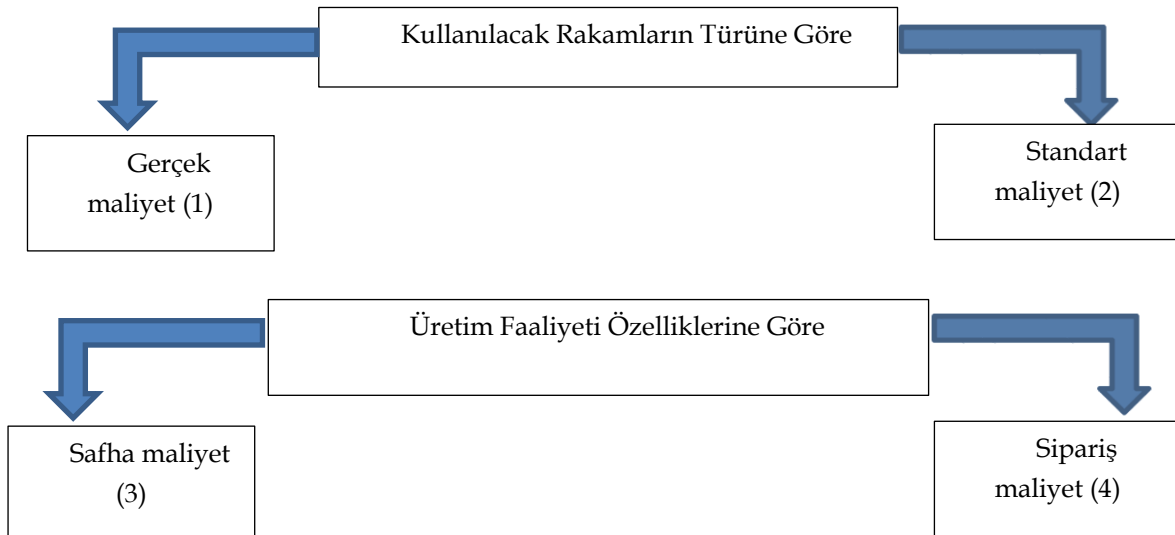 Kullanılacak Rakamların Türüne Göre
Gerçek
maliyet (1)
Standart
maliyet (2)
Üretim Faaliyeti Özelliklerine Göre
Safha maliyet
(3)
Sipariş
maliyet (4)